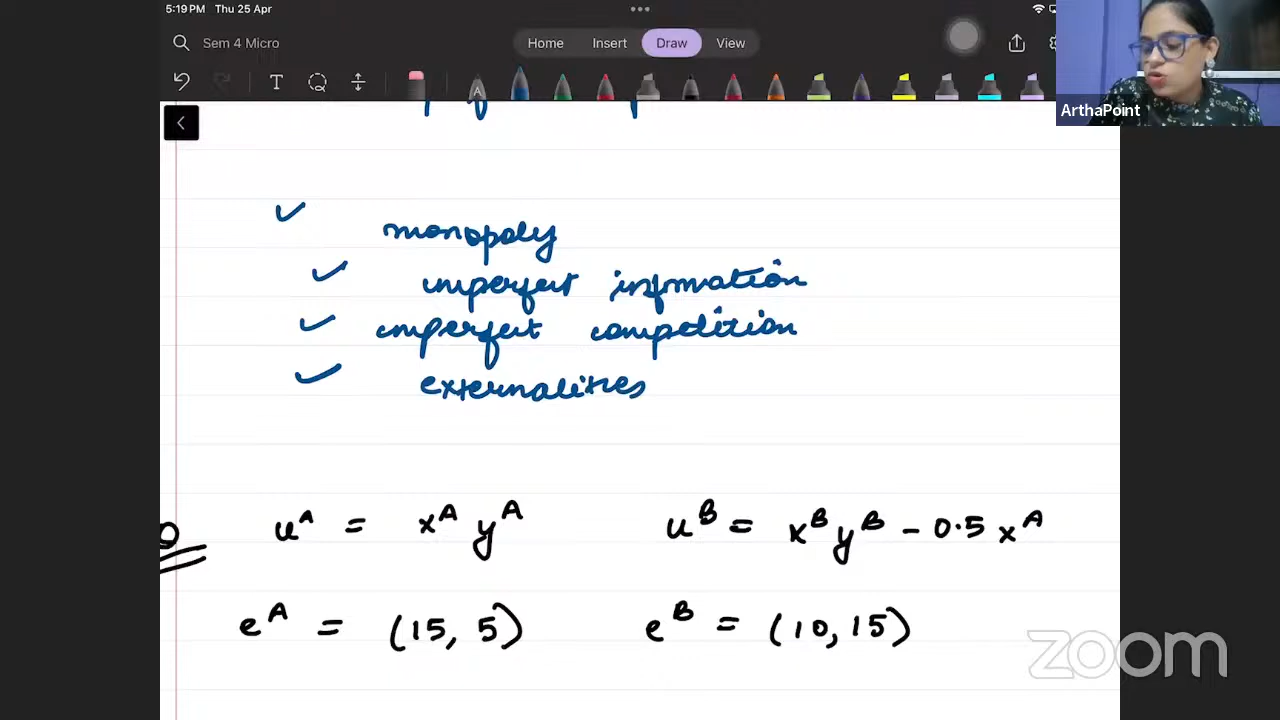 5:19 PM Thu 25 Apr
Sem 4 Micro
Home Insert Draw View
T
A
ArthaPoint
✓ monopoly
✓ imperfect information
✓ imperfect competition
✓ externalities
u^A = x^A y^A u^B = x^B y^B - 0.5 x^A
e^A = (15, 5) e^B = (10, 15)
zoom